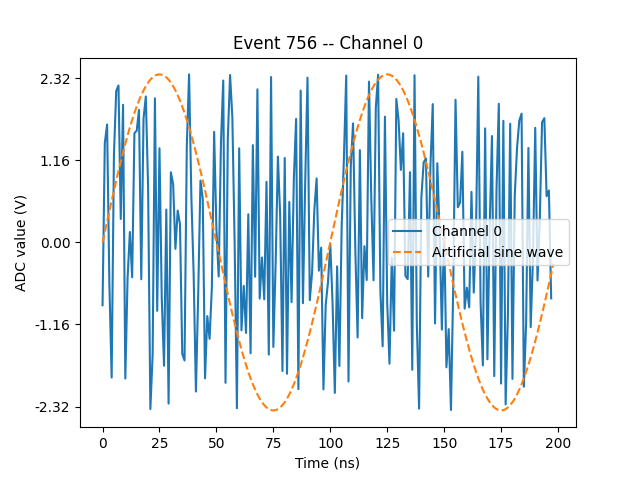 Event 756 -- Channel 0
ADC value (V)
2.32
1.16
0.00
-1.16
-2.32
Channel 0
Artificial sine wave
0 25 50 75 100 125 150 175 200
Time (ns)